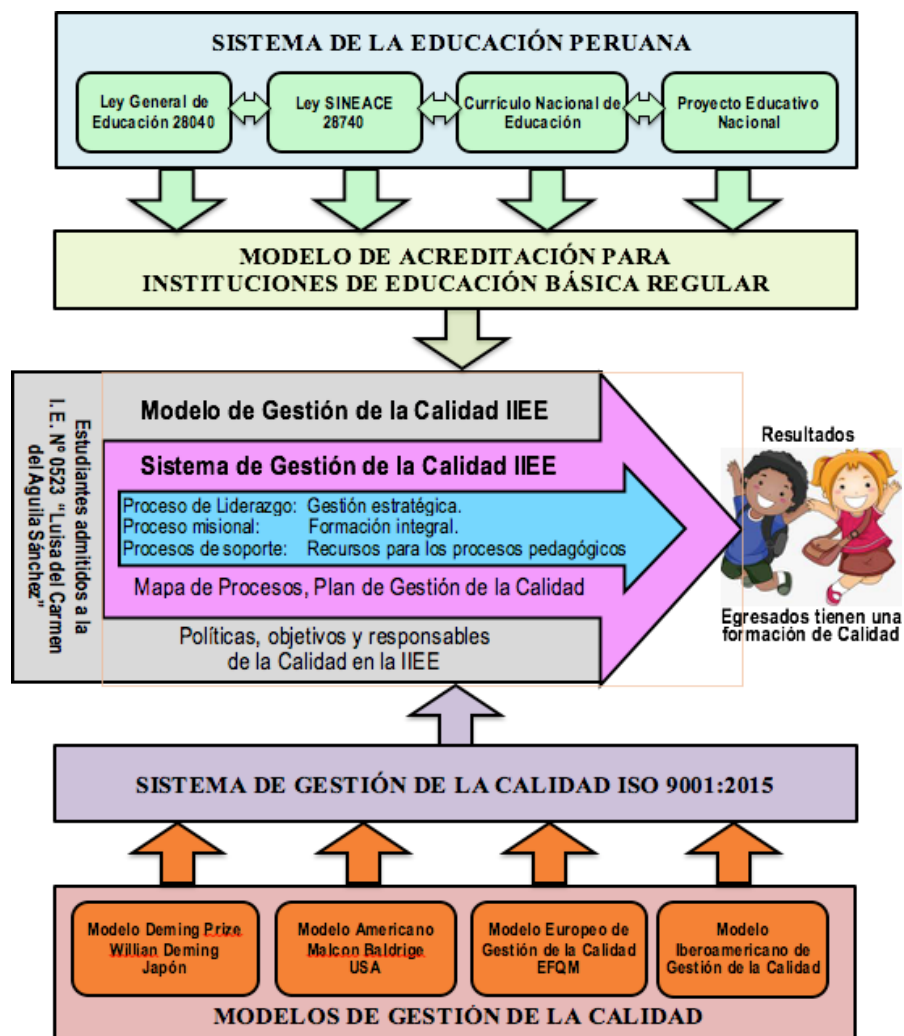 SISTEMA DE LA EDUCACIÓN PERUANA
Ley General de
Educación 28040
Ley SINEACE
28740
Currículo Nacional de
Educación
Proyecto Educativo
Nacional
MODELO DE ACREDITACIÓN PARA
INSTITUCIONES DE EDUCACIÓN BÁSICA REGULAR
Estudiantes admitidos a la
I. E. Nº 0523 “Luisa del Carmen
del Aguila Sánchez”
Modelo de Gestión de la Calidad IIEE
Sistema de Gestión de la Calidad IIEE
Proceso de Liderazgo: Gestión estratégica.
Proceso misional: Formación integral.
Procesos de soporte: Recursos para los procesos pedagógicos
Mapa de Procesos, Plan de Gestión de la Calidad
Políticas, objetivos y responsables
de la Calidad en la IIEE
Resultados
Egresados tienen una
formación de Calidad
SISTEMA DE GESTIÓN DE LA CALIDAD ISO 9001:2015
Modelo Deming Prize
Willian Deming
Japón
Modelo Americano
Malcon Baldrige
USA
Modelo Europeo de
Gestión de la Calidad
EFQM
Modelo
Iberoamericano de
Gestión de la Calidad
MODELOS DE GESTIÓN DE LA CALIDAD